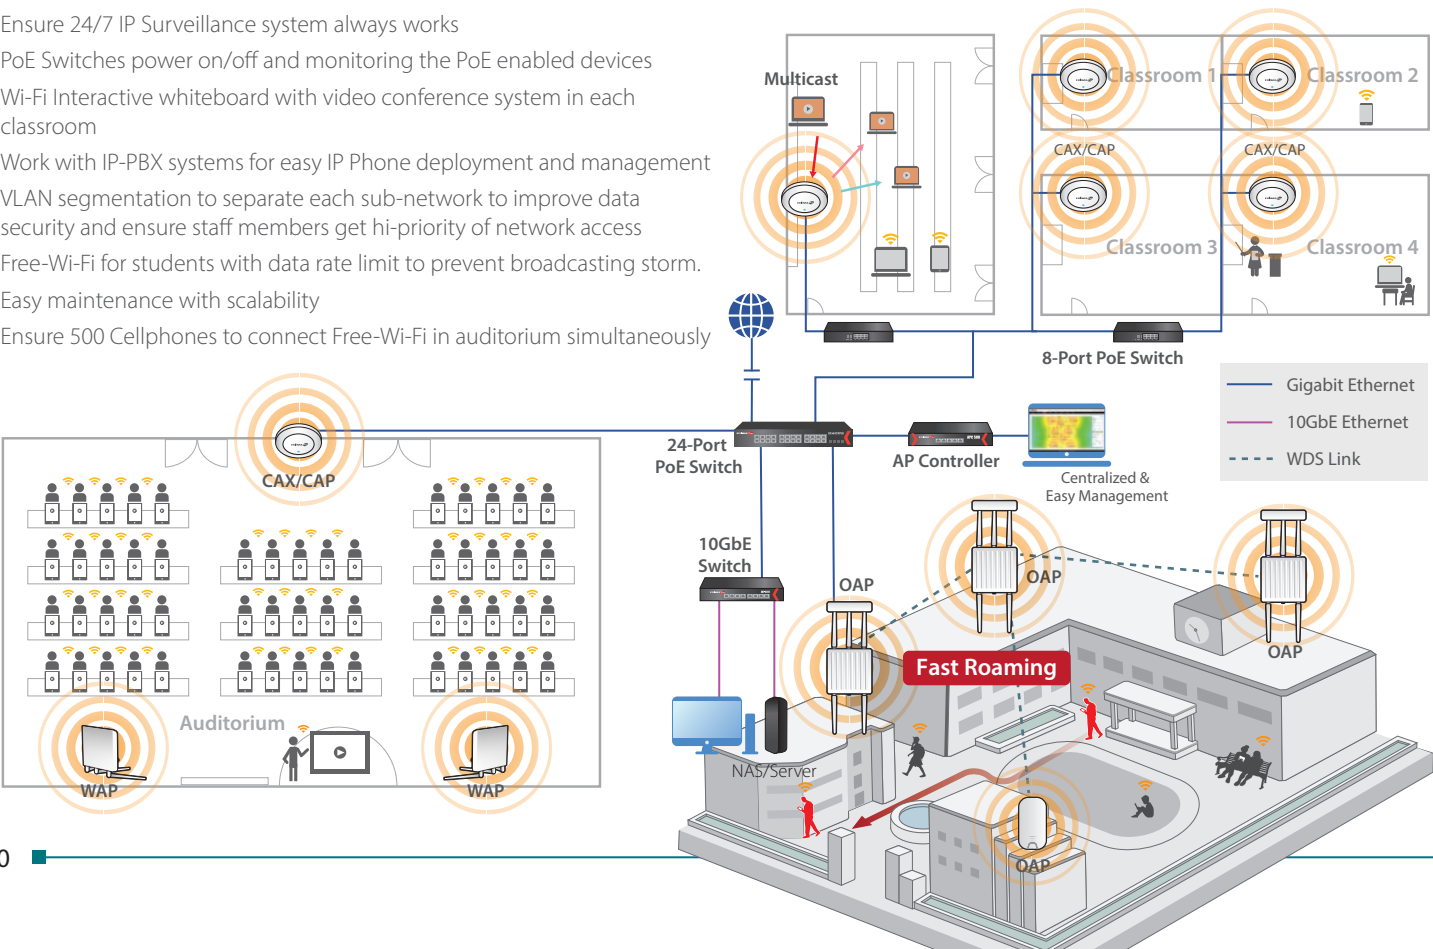 Ensure 24/7 IP Surveillance system always works
PoE Switches power on/off and monitoring the PoE enabled devices
Wi-Fi Interactive whiteboard with video conference system in each
classroom
Work with IP-PBX systems for easy IP Phone deployment and management
VLAN segmentation to separate each sub-network to improve data
security and ensure staff members get hi-priority of network access
Free-Wi-Fi for students with data rate limit to prevent broadcasting storm.
Easy maintenance with scalability
Ensure 500 Cellphones to connect Free-Wi-Fi in auditorium simultaneously
Multicast
Classroom 1
Classroom 2
CAX/CAP
CAX/CAP
Classroom 3
Classroom 4
8-Port PoE Switch
Gigabit Ethernet
10GbE Ethernet
WDS Link
24-Port
PoE Switch
AP Controller
Centralized &
Easy Management
CAX/CAP
10GbE
Switch
OAP
OAP
OAP
Fast Roaming
Auditorium
WAP
WAP
NAS/Server
OAP
0